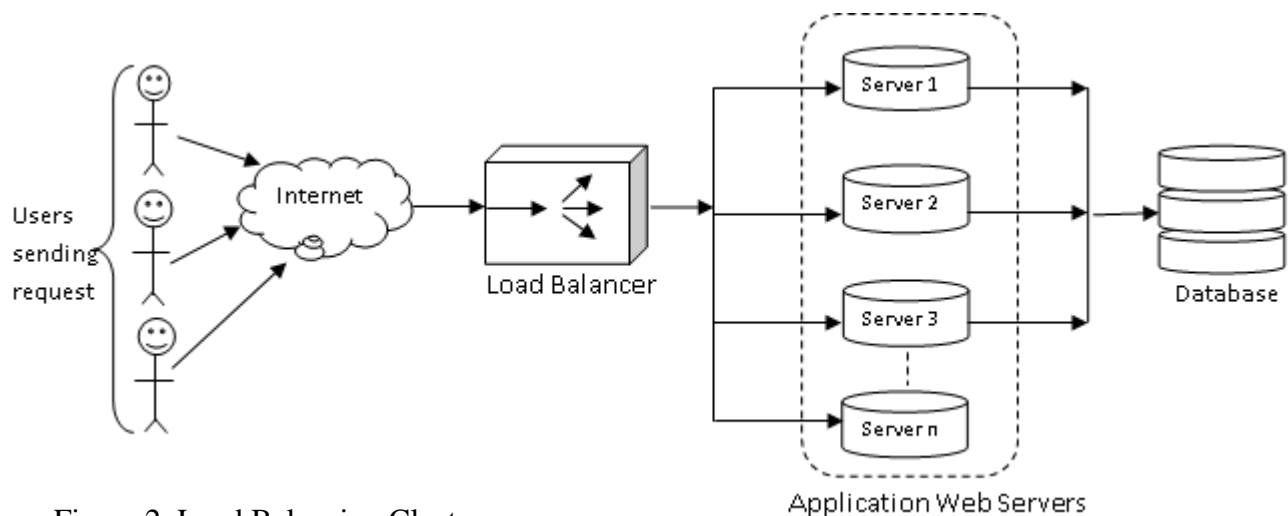 Users
sending
request
Internet
Load Balancer
Server 1
Server 2
Server 3
Server n
Database
Application Web Servers